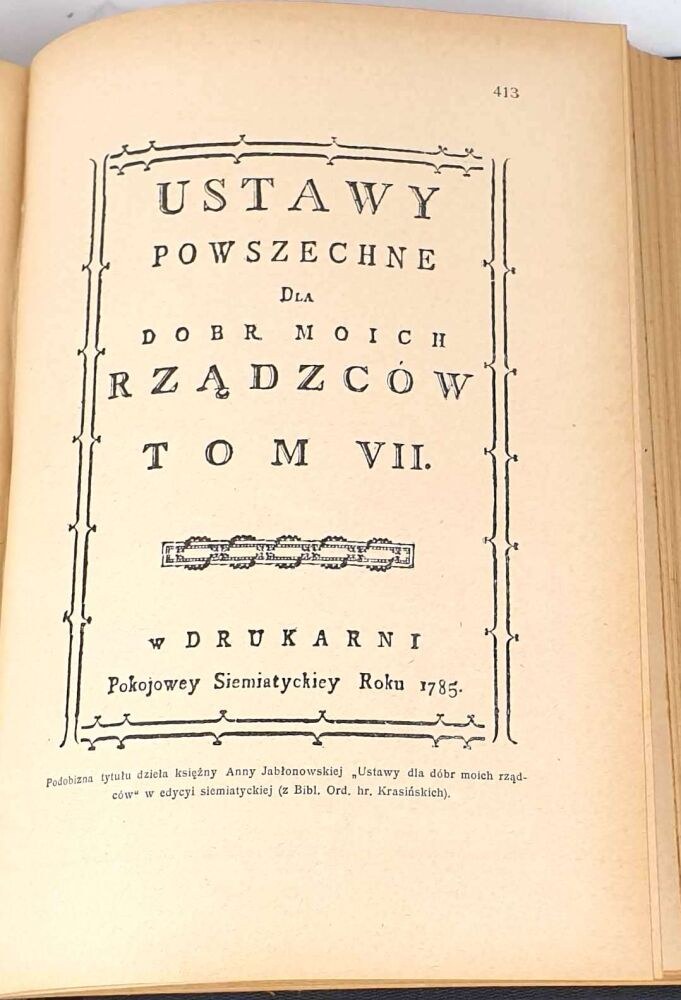 413
USTAWY
POWSZECHNE
DLA
DOBR MOICH
RZĄDZCÓW
TOM VII.
w DRUKARNI
Pokojowey Siemiatyckiey Roku 1785.
Podobizna tytułu dzieła księżny Anny Jabłonowskiej „Ustawy dla dóbr moich rząd-
ców“ w edycyi siemiatyckiej (z Bibl. Ord. hr. Krasińskich).